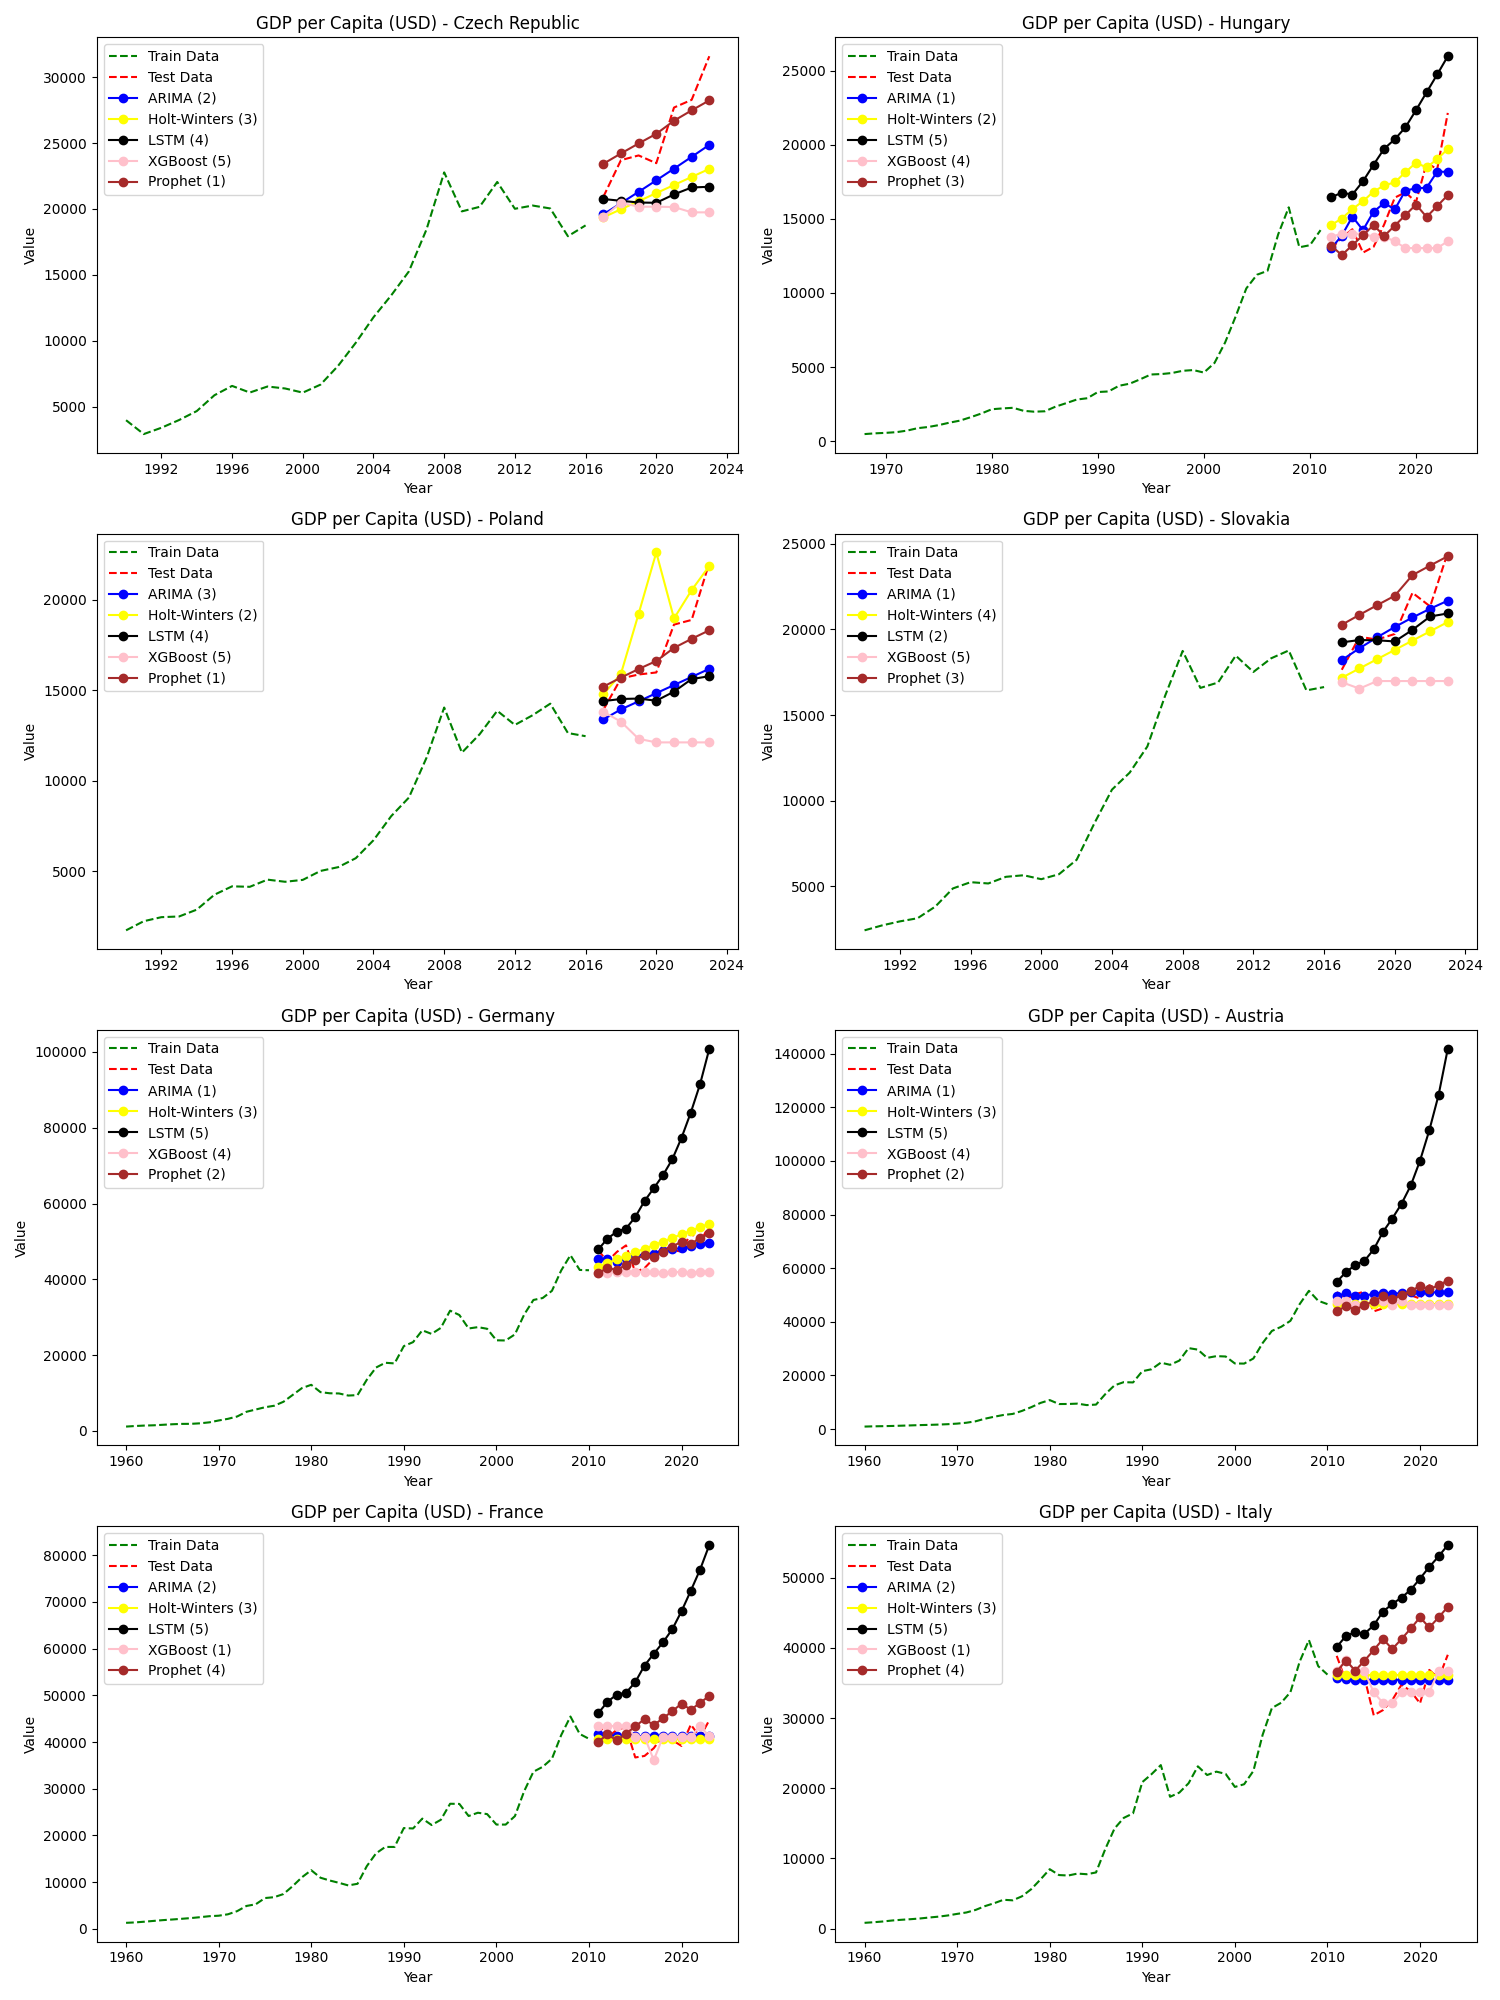 GDP per Capita (USD) - Czech Republic
Train Data
Test Data
ARIMA (2)
Holt-Winters (3)
LSTM (4)
XGBoost (5)
Prophet (1)
30000
25000
20000
15000
10000
5000
Value
1992 1996 2000 2004 2008 2012 2016 2020 2024
Year
GDP per Capita (USD) - Hungary
Train Data
Test Data
ARIMA (1)
Holt-Winters (2)
LSTM (5)
XGBoost (4)
Prophet (3)
25000
20000
15000
10000
5000
0
Value
1970 1980 1990 2000 2010 2020
Year
GDP per Capita (USD) - Poland
Train Data
Test Data
ARIMA (3)
Holt-Winters (2)
LSTM (4)
XGBoost (5)
Prophet (1)
20000
15000
10000
5000
Value
1992 1996 2000 2004 2008 2012 2016 2020 2024
Year
GDP per Capita (USD) - Slovakia
Train Data
Test Data
ARIMA (1)
Holt-Winters (4)
LSTM (2)
XGBoost (5)
Prophet (3)
25000
20000
15000
10000
5000
Value
1992 1996 2000 2004 2008 2012 2016 2020 2024
Year
GDP per Capita (USD) - Germany
Train Data
Test Data
ARIMA (1)
Holt-Winters (3)
LSTM (5)
XGBoost (4)
Prophet (2)
100000
80000
60000
40000
20000
0
Value
1960 1970 1980 1990 2000 2010 2020
Year
GDP per Capita (USD) - Austria
Train Data
Test Data
ARIMA (1)
Holt-Winters (3)
LSTM (5)
XGBoost (4)
Prophet (2)
140000
120000
100000
80000
60000
40000
20000
0
Value
1960 1970 1980 1990 2000 2010 2020
Year
GDP per Capita (USD) - France
Train Data
Test Data
ARIMA (2)
Holt-Winters (3)
LSTM (5)
XGBoost (1)
Prophet (4)
80000
70000
60000
50000
40000
30000
20000
10000
0
Value
1960 1970 1980 1990 2000 2010 2020
Year
GDP per Capita (USD) - Italy
Train Data
Test Data
ARIMA (2)
Holt-Winters (3)
LSTM (5)
XGBoost (1)
Prophet (4)
50000
40000
30000
20000
10000
0
Value
1960 1970 1980 1990 2000 2010 2020
Year